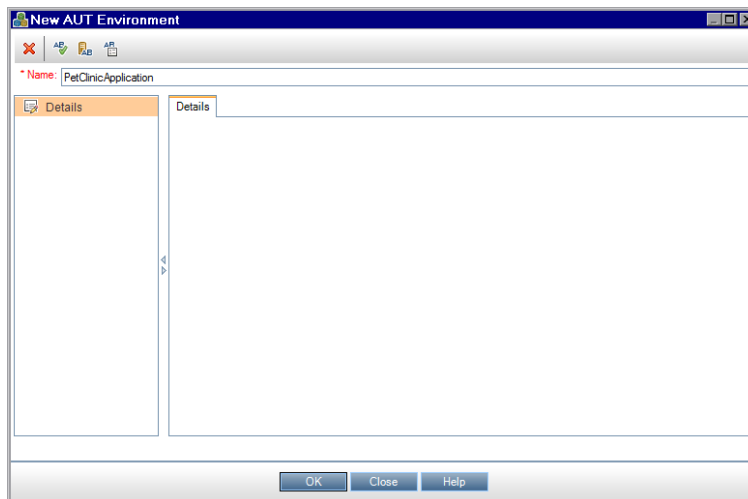 New AUT Environment
* Name: PetClinicApplication
Details
Details
OK Close Help